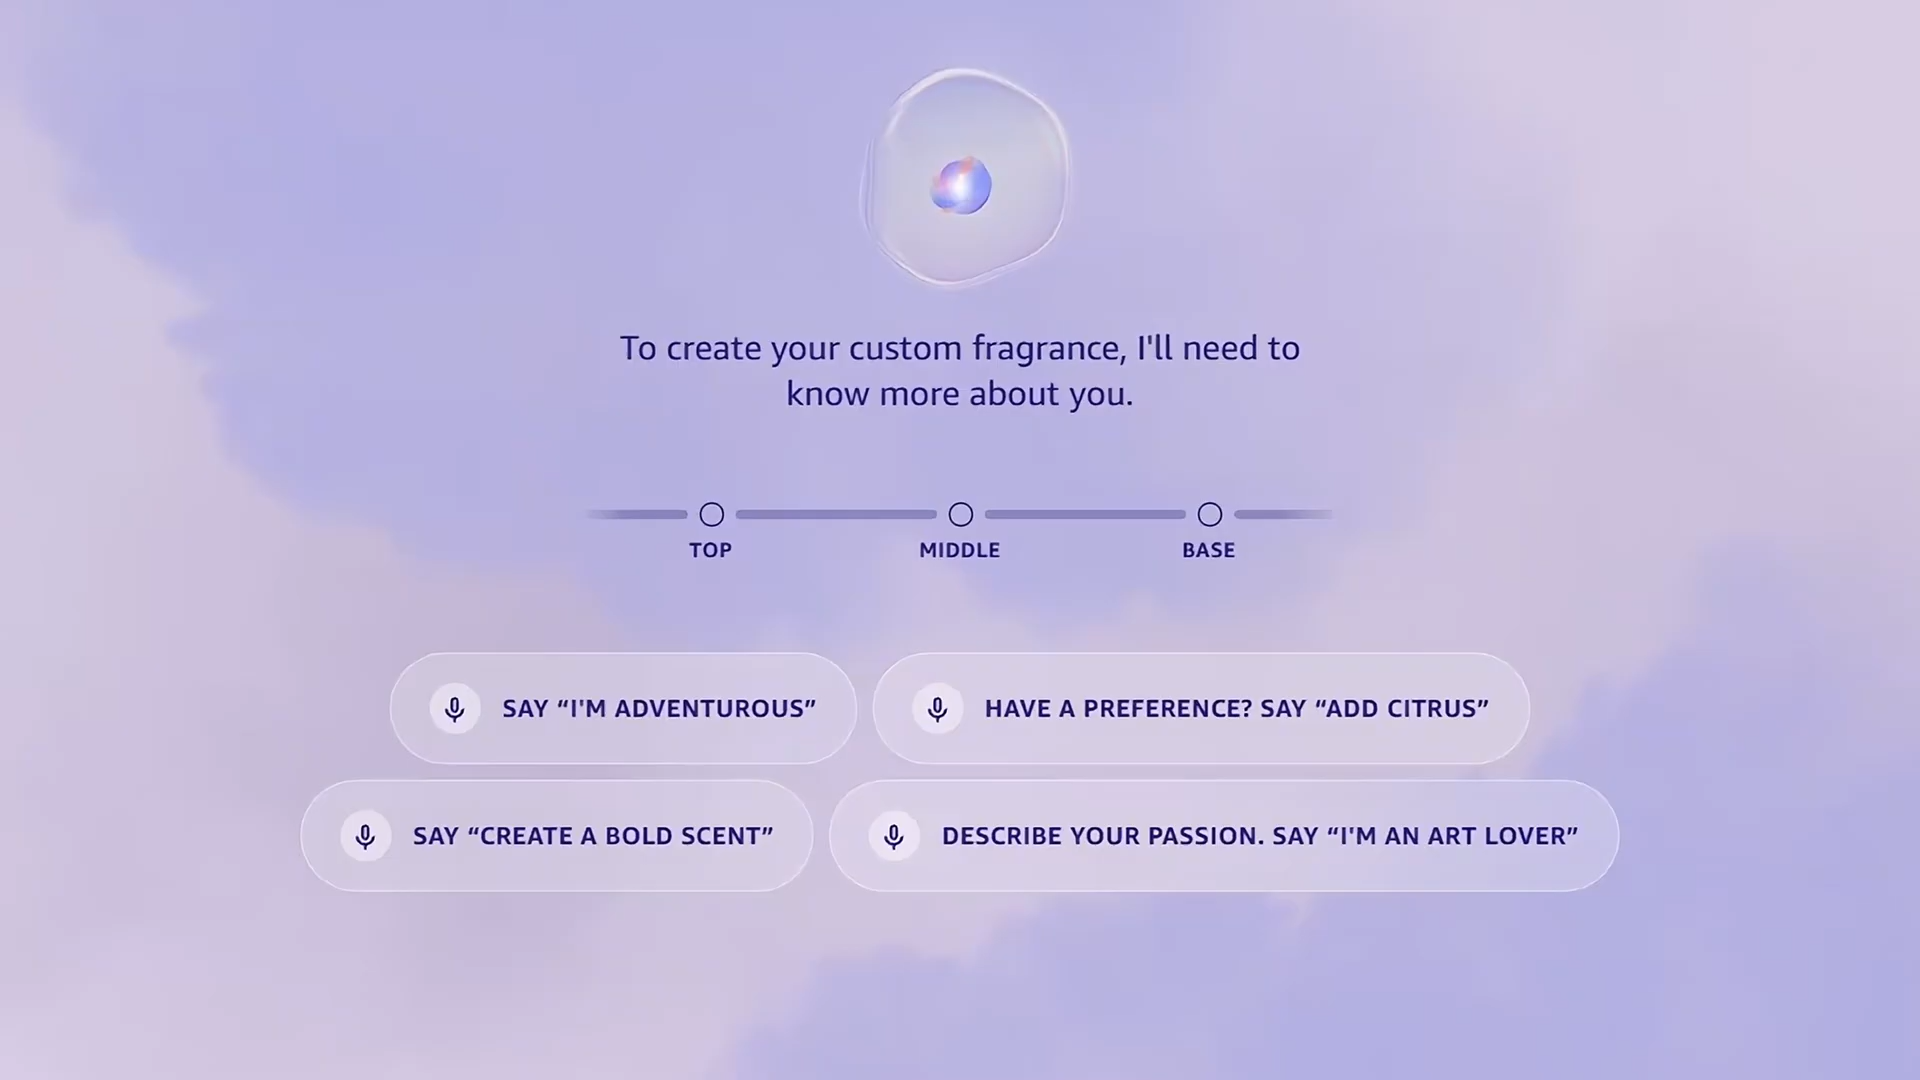 To create your custom fragrance, I'll need to
know more about you.
TOP MIDDLE BASE
SAY “I'M ADVENTUROUS”
HAVE A PREFERENCE? SAY “ADD CITRUS”
SAY “CREATE A BOLD SCENT”
DESCRIBE YOUR PASSION. SAY “I'M AN ART LOVER”